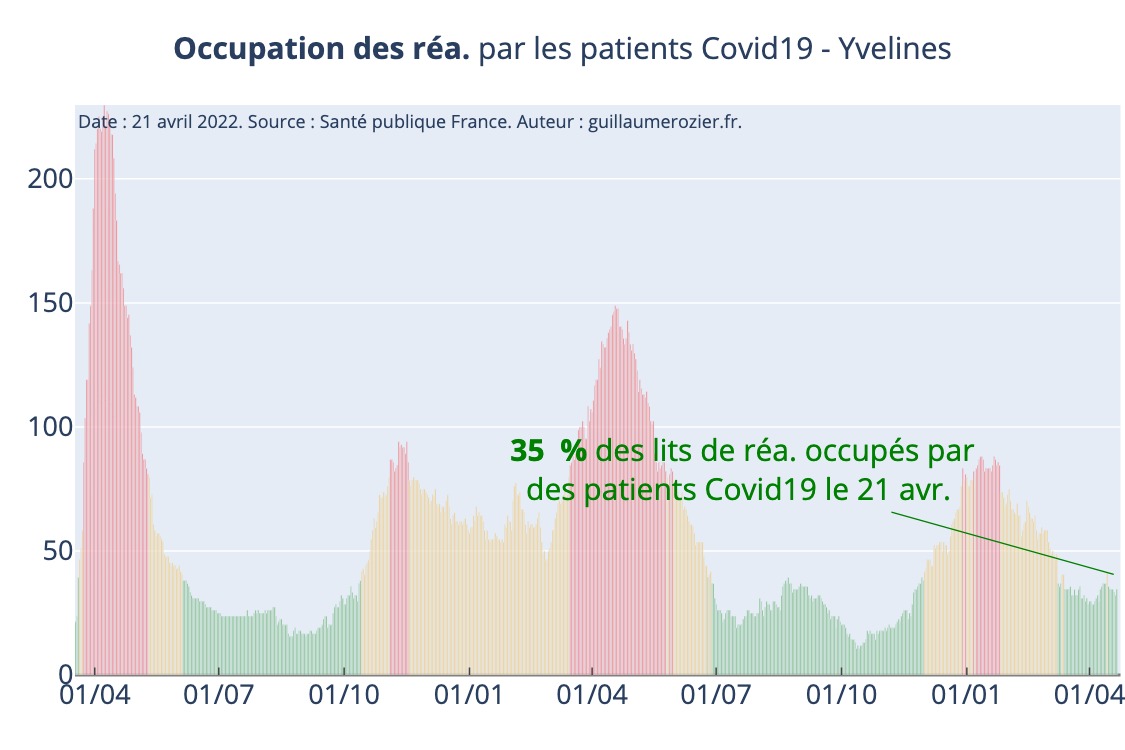 Occupation des réa. par les patients Covid19 - Yvelines
Date : 21 avril 2022. Source : Santé publique France. Auteur : guillaumerozier.fr.
200
150
100
35 % des lits de réa. occupés par
des patients Covid19 le 21 avr.
50
0
01/04 01/07 01/10 01/01 01/04 01/07 01/10 01/01 01/04